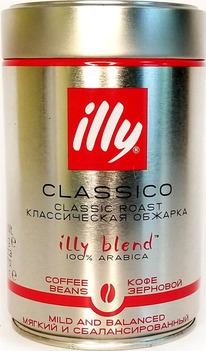 illy
CLASSICO
CLASSIC ROAST
КЛАССИЧЕСКАЯ ОБЖАРКА
illy blend™
100% ARABICA
COFFEE BEANS
КОФЕ ЗЕРНОВОЙ
MILD AND BALANCED
МЯГКИЙ И СБАЛАНСИРОВАННЫЙ